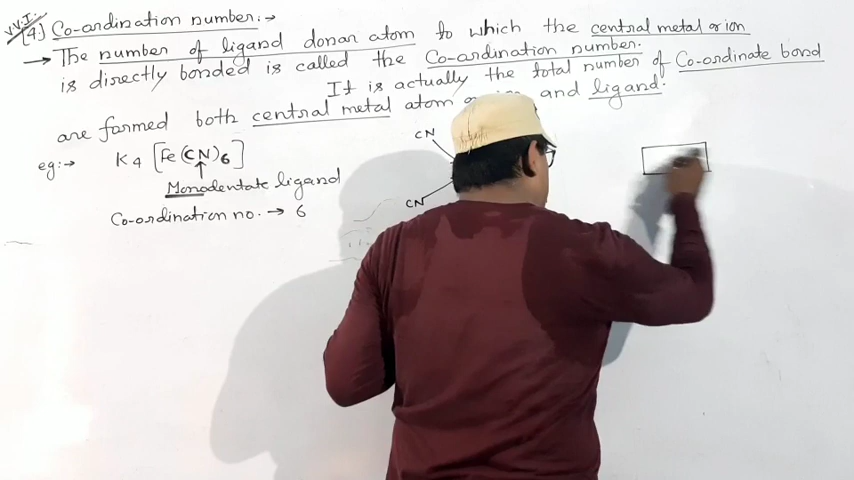 V.V.I.
[4.] Co-ordination number:→
→ The number of ligand donar atom to which the central metal or ion
is directly bonded is called the Co-ordination number.
It is actually the total number of Co-ordinate bond
are formed both central metal atom and ligand.
eg:→ K4 [Fe(CN)6]
Monodentate ligand
Co-ordination no. → 6
CN
CN